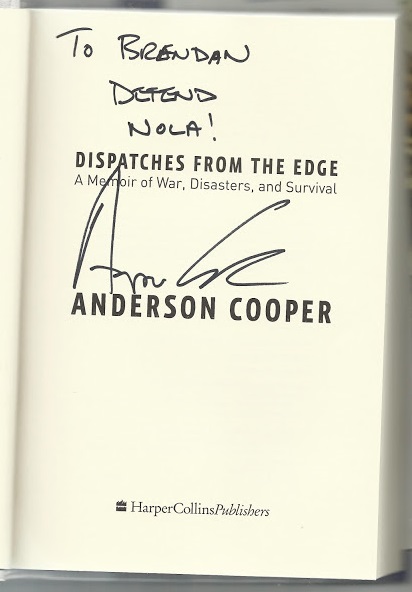 To BRENDAN
DEFEND
NOLA!
DISPATCHES FROM THE EDGE
A Memoir of War, Disasters, and Survival
ANDERSON COOPER
HarperCollinsPublishers